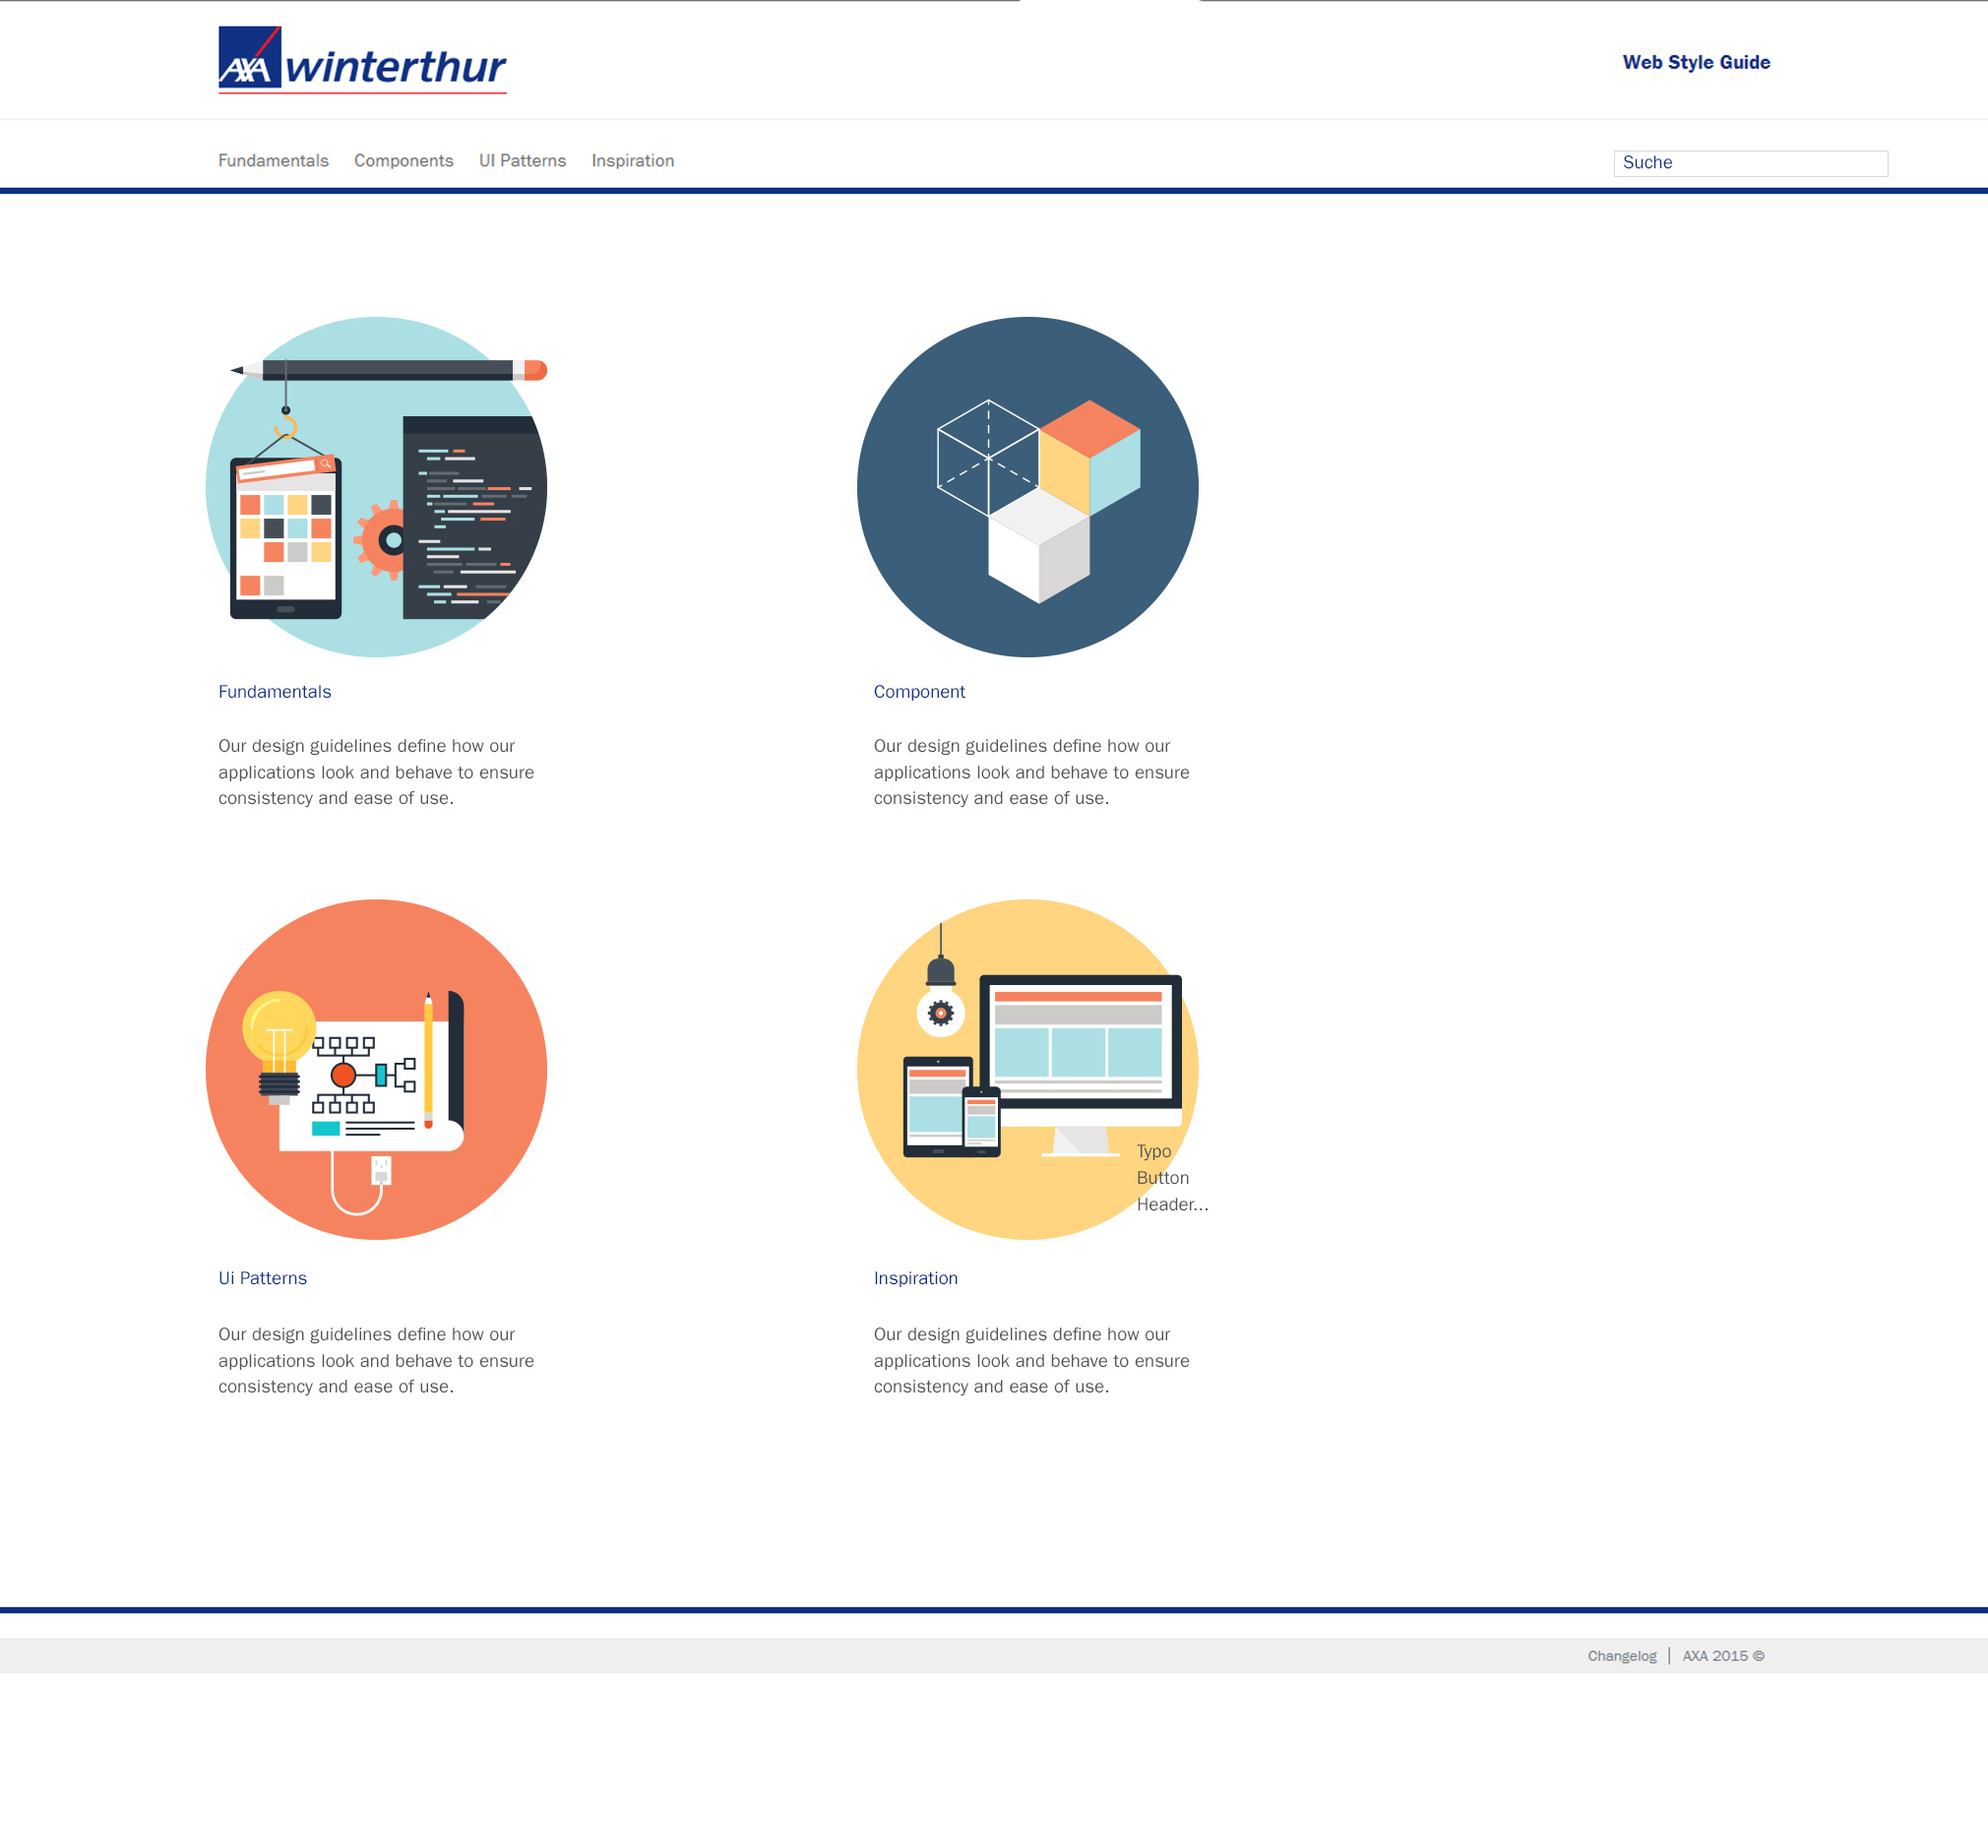 AXA winterthur
Web Style Guide
Fundamentals Components UI Patterns Inspiration
Suche
Fundamentals
Our design guidelines define how our
applications look and behave to ensure
consistency and ease of use.
Component
Our design guidelines define how our
applications look and behave to ensure
consistency and ease of use.
Typo
Button
Header...
Ui Patterns
Our design guidelines define how our
applications look and behave to ensure
consistency and ease of use.
Inspiration
Our design guidelines define how our
applications look and behave to ensure
consistency and ease of use.
Changelog | AXA 2015 ©